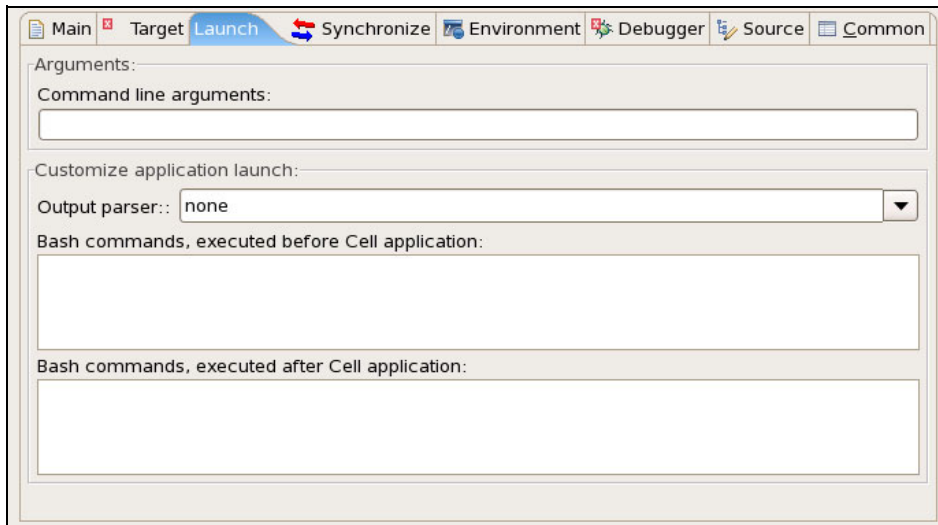 Main Target Launch Synchronize Environment Debugger Source Common
Arguments:
Command line arguments:
Customize application launch:
Output parser:: none
Bash commands, executed before Cell application:
Bash commands, executed after Cell application: